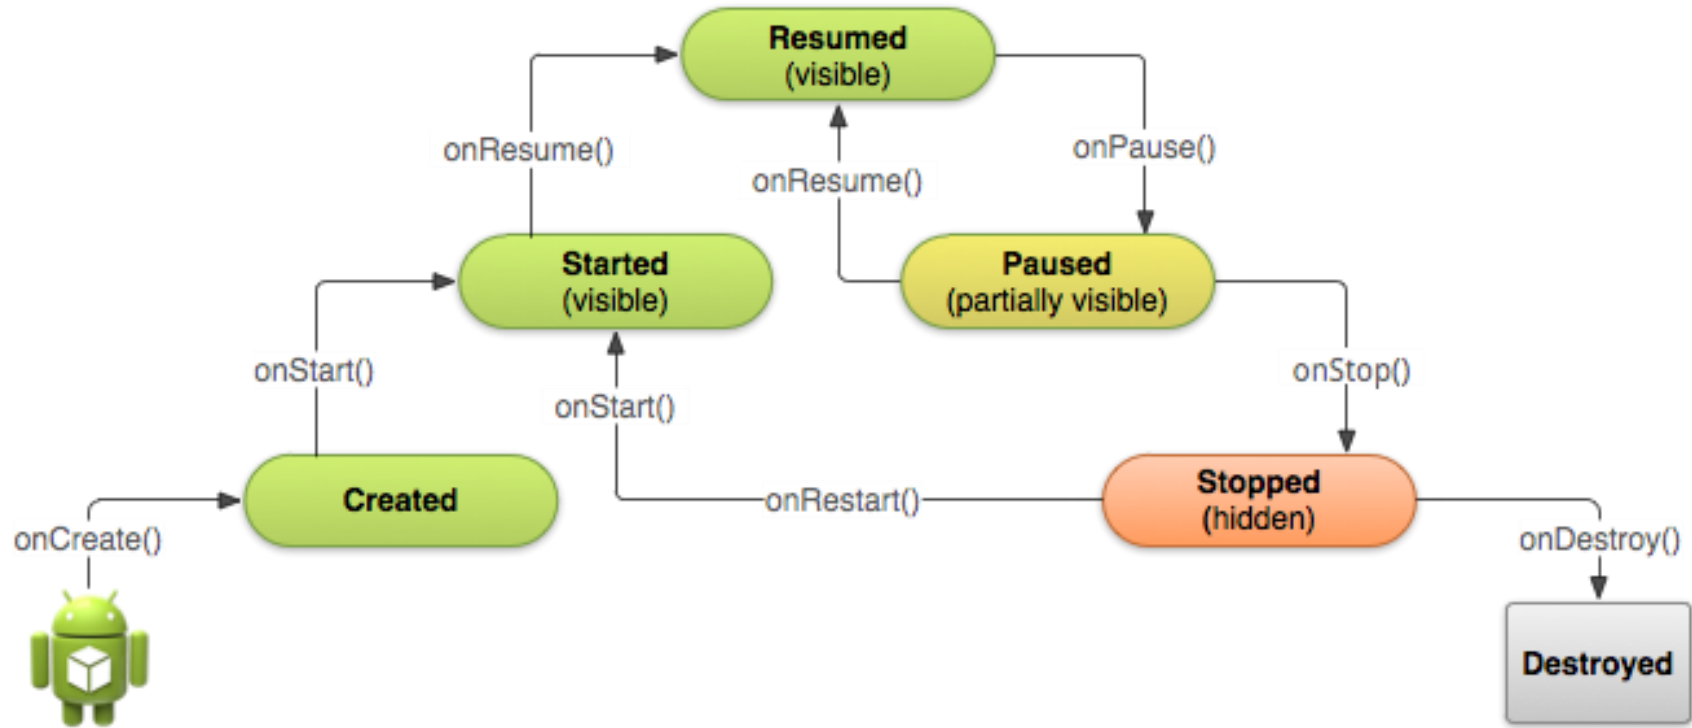 Resumed
(visible)
onResume()
onPause()
onResume()
Started
(visible)
Paused
(partially visible)
onStart()
onStop()
onStart()
Created
onRestart()
Stopped
(hidden)
onCreate()
onDestroy()
Destroyed